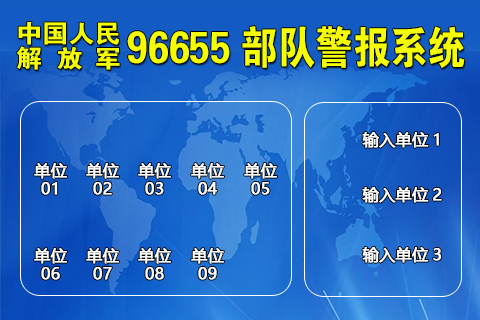 中国人民解放军 96655 部队警报系统
单位 01 单位 02 单位 03 单位 04 单位 05
单位 06 单位 07 单位 08 单位 09
输入单位 1
输入单位 2
输入单位 3